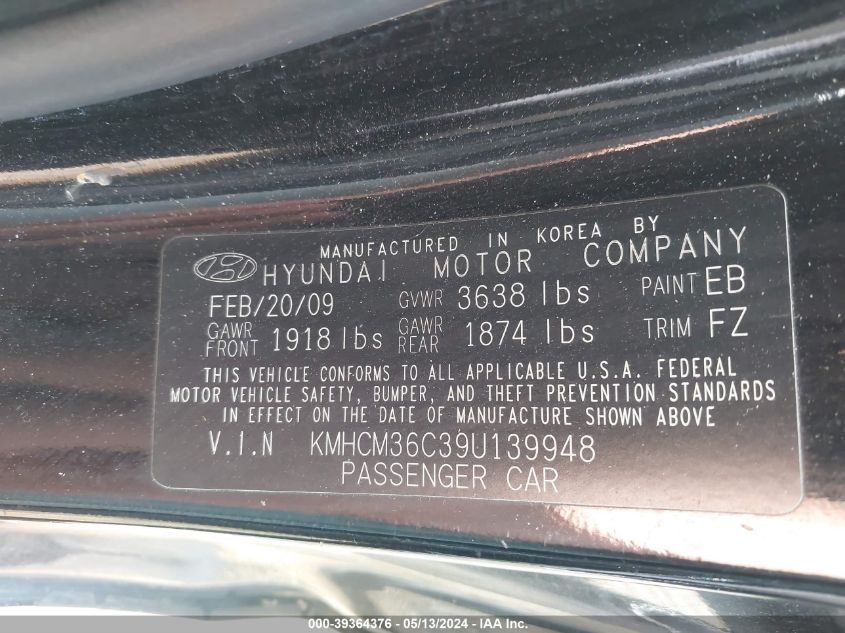 MANUFACTURED IN KOREA BY
HYUNDAI MOTOR COMPANY
FEB/20/09 GVWR 3638 lbs PAINT EB
GAWR FRONT 1918 lbs GAWR REAR 1874 lbs TRIM FZ
THIS VEHICLE CONFORMS TO ALL APPLICABLE U.S.A. FEDERAL
MOTOR VEHICLE SAFETY, BUMPER, AND THEFT PREVENTION STANDARDS
IN EFFECT ON THE DATE OF MANUFACTURE SHOWN ABOVE
V.I.N KMHCM36C39U139948
PASSENGER CAR
000-39364376 - 05/13/2024 - IAA, Inc.